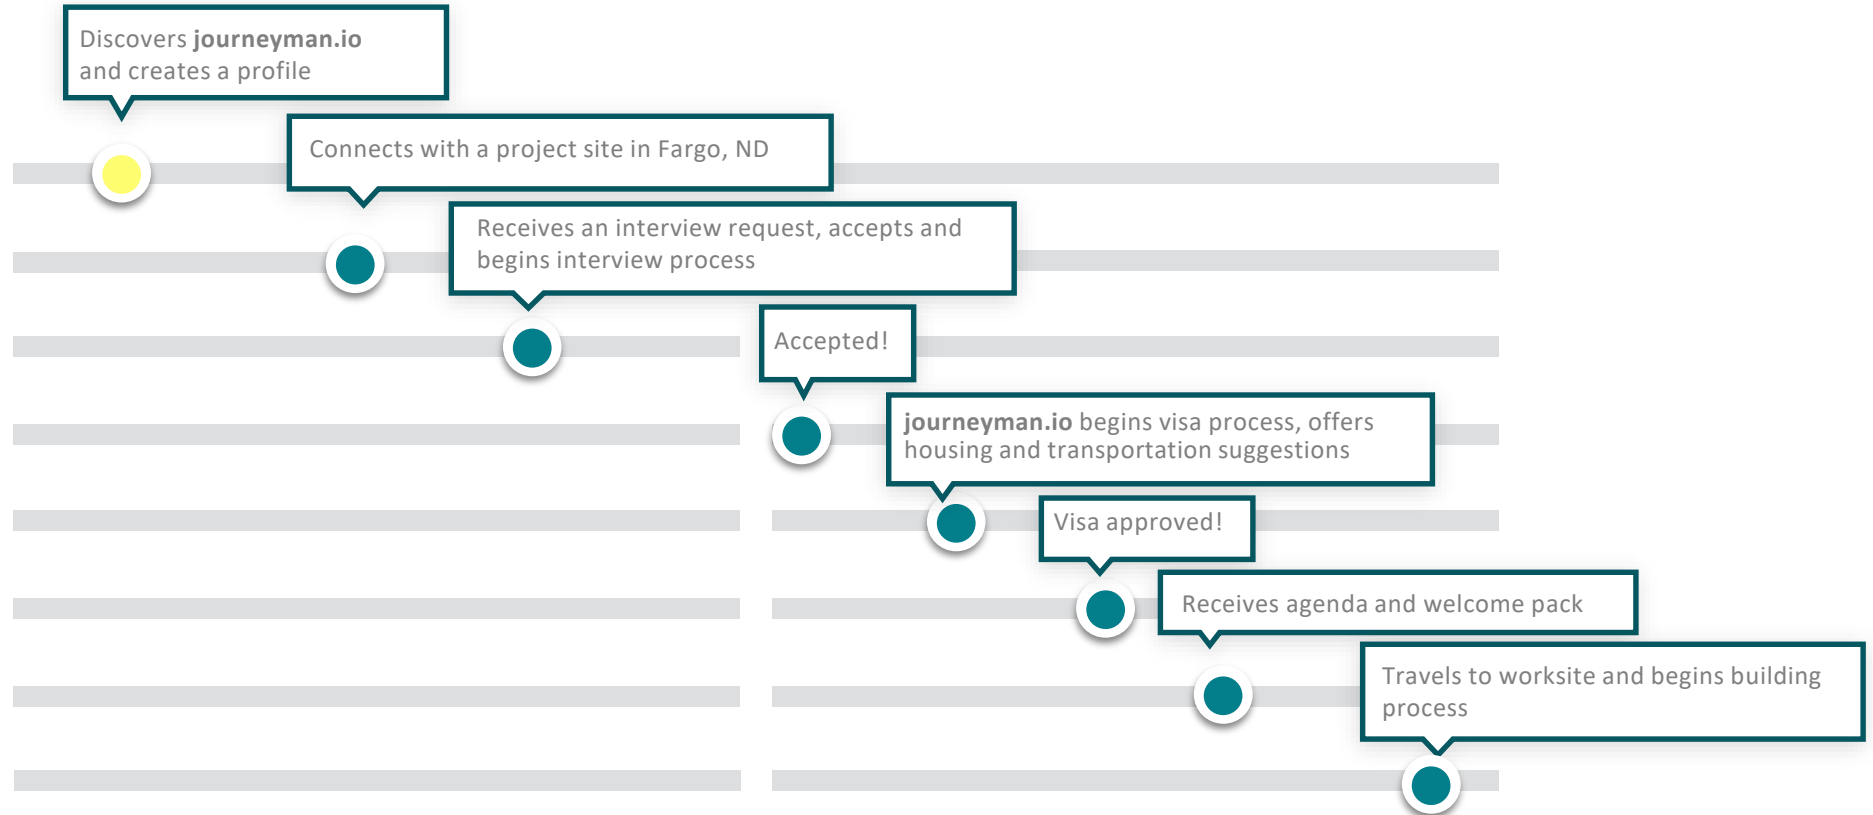 Discovers journeyman.io
and creates a profile
Connects with a project site in Fargo, ND
Receives an interview request, accepts and
begins interview process
Accepted!
journeyman.io begins visa process, offers
housing and transportation suggestions
Visa approved!
Receives agenda and welcome pack
Travels to worksite and begins building
process